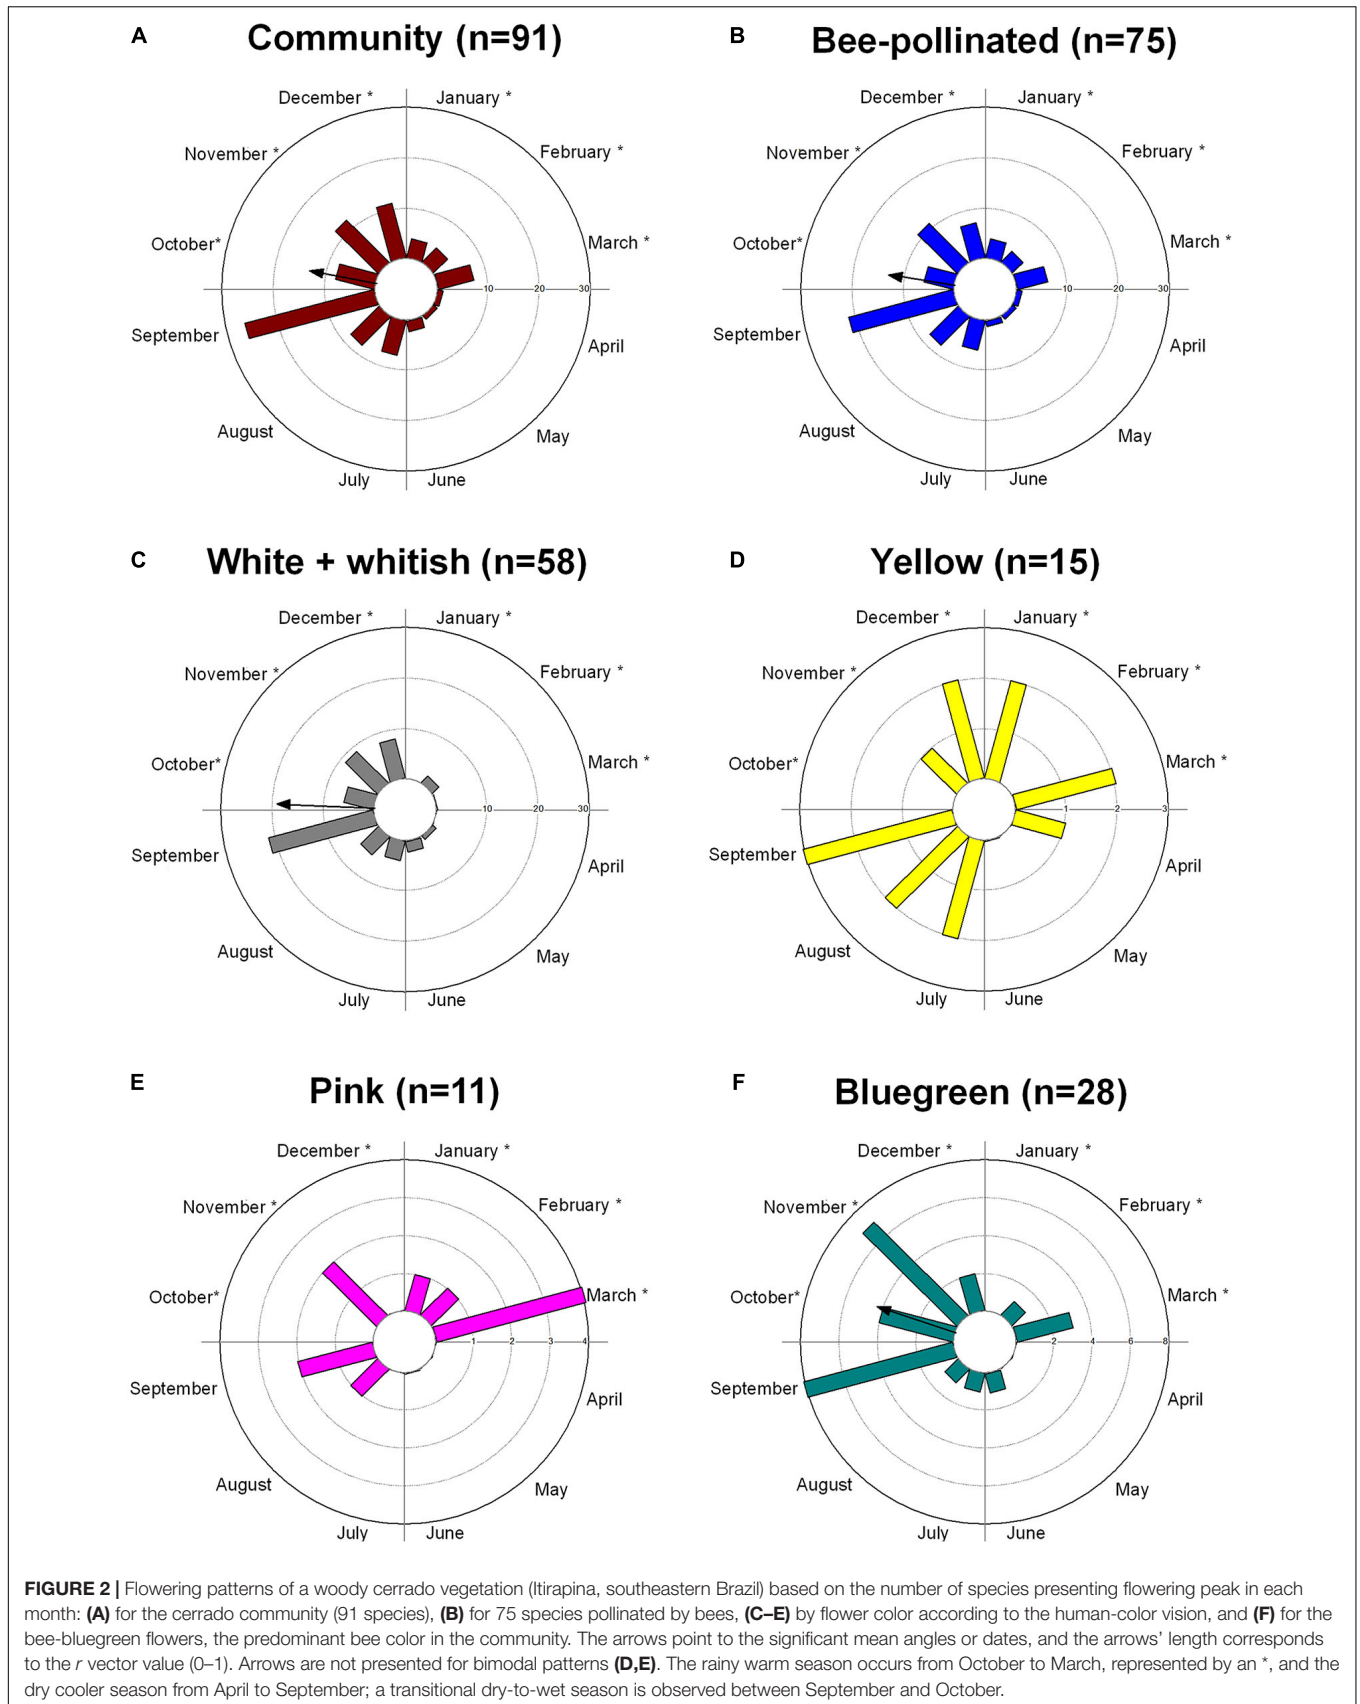 A Community (n=91)
December * January *
November * February *
October* March *
10 20 30
September April
August May
July June
B Bee-pollinated (n=75)
December * January *
November * February *
October* March *
10 20 30
September April
August May
July June
C White + whitish (n=58)
December * January *
November * February *
October* March *
10 20 30
September April
August May
July June
D Yellow (n=15)
December * January *
November * February *
October* March *
1 2 3
September April
August May
July June
E Pink (n=11)
December * January *
November * February *
October* March *
1 2 3 4
September April
August May
July June
F Bluegreen (n=28)
December * January *
November * February *
October* March *
2 4 6 8
September April
August May
July June
FIGURE 2 | Flowering patterns of a woody cerrado vegetation (Itirapina, southeastern Brazil) based on the number of species presenting flowering peak in each
month: (A) for the cerrado community (91 species), (B) for 75 species pollinated by bees, (C–E) by flower color according to the human-color vision, and (F) for the
bee-bluegreen flowers, the predominant bee color in the community. The arrows point to the significant mean angles or dates, and the arrows' length corresponds
to the r vector value (0–1). Arrows are not presented for bimodal patterns (D,E). The rainy warm season occurs from October to March, represented by an *, and the
dry cooler season from April to September; a transitional dry-to-wet season is observed between September and October.